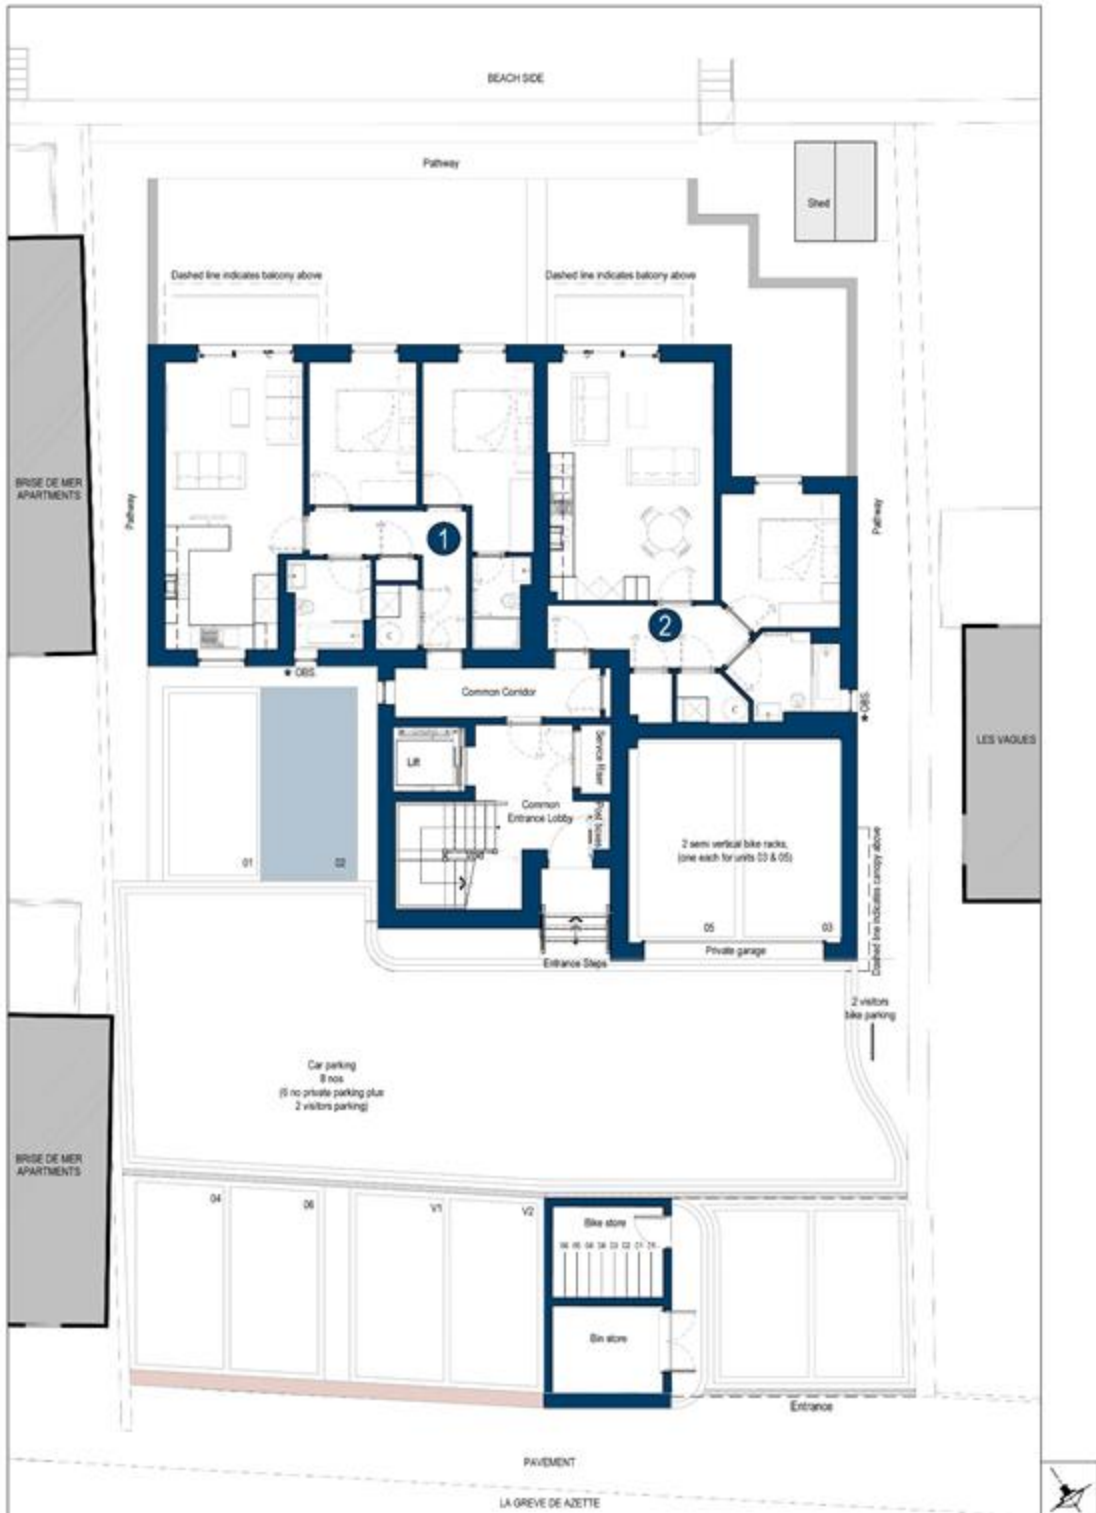 BEACH SIDE
Pathway
Shed
Dashed line indicates balcony above
Dashed line indicates balcony above
BRISE DE MER
APARTMENTS
Pathway
Pathway
1
2
C
C
* OBS.
* OBS.
Common Corridor
LES VAGUES
Lift
Service Riser
Common
Entrance Lobby
Post boxes
2 semi vertical bike racks,
(one each for units 03 & 05)
Dashed line indicates canopy above
01
02
05
03
Private garage
Entrance Steps
2 visitors
bike parking
Car parking
8 nos
(6 no private parking plus
2 visitors parking)
BRISE DE MER
APARTMENTS
04
06
V1
V2
Bike store
Bin store
Entrance
PAVEMENT
LA GREVE DE AZETTE